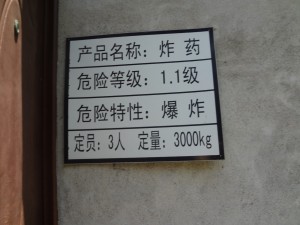 产品名称：炸 药
危险等级：1.1级
危险特性：爆 炸
定员：3人 定量：3000kg